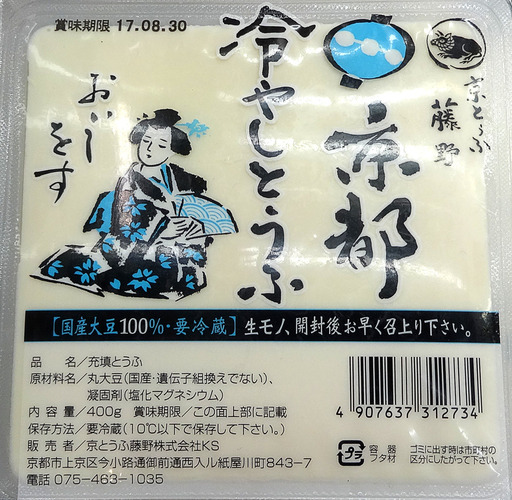 賞味期限 17.08.30
京とうふ
藤野
京都
冷やしとうふ
おいしおす
【国産大豆100%・要冷蔵】生モノ、開封後お早く召上り下さい。
品 名／充填とうふ
原材料名／丸大豆(国産・遺伝子組換えでない)、
凝固剤(塩化マグネシウム)
内 容 量／400g 賞味期限／この面上部に記載
保存方法／要冷蔵(10℃以下で保存して下さい。)
販 売 者／京とうふ藤野株式会社KS
京都市上京区今小路通御前通西入ル紙屋川町843-7
電話 075-463-1035
4 907637 312734
プラ
容器
フタ材
ゴミに出す時は市町村の
区分にしたがって下さい。